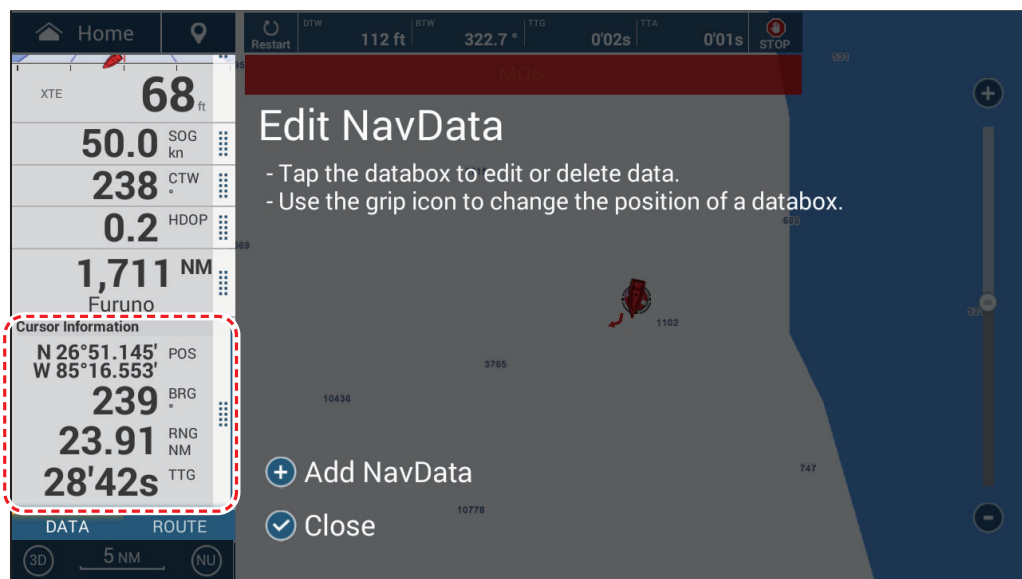 Home
Restart
DTW
112 ft
BTW
322.7 °
TTG
0'02s
TTA
0'01s
STOP
MOB
XTE
68 ft
50.0 SOG kn
238 CTW °
0.2 HDOP
1,711 NM
Furuno
Cursor Information
N 26°51.145' POS
W 85°16.553'
239 BRG °
23.91 RNG NM
28'42s TTG
DATA ROUTE
3D 5 NM NU
Edit NavData
- Tap the databox to edit or delete data.
- Use the grip icon to change the position of a databox.
Add NavData
Close
531
688
1102
3765
10436
747
10778